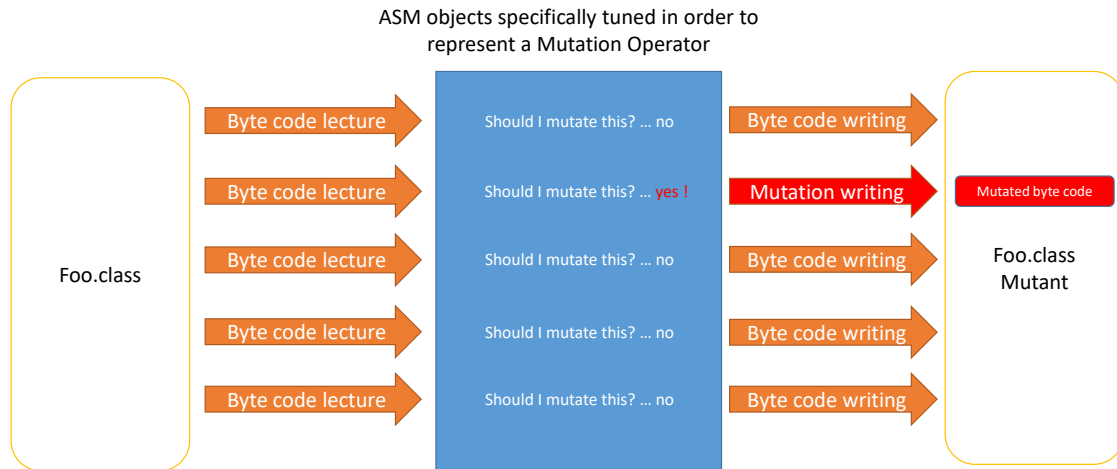 ASM objects specifically tuned in order to
represent a Mutation Operator
Byte code lecture
Should I mutate this? ... no
Byte code writing
Byte code lecture
Should I mutate this? ... yes !
Mutation writing
Mutated byte code
Foo.class
Byte code lecture
Should I mutate this? ... no
Byte code writing
Foo.class
Mutant
Byte code lecture
Should I mutate this? ... no
Byte code writing
Byte code lecture
Should I mutate this? ... no
Byte code writing